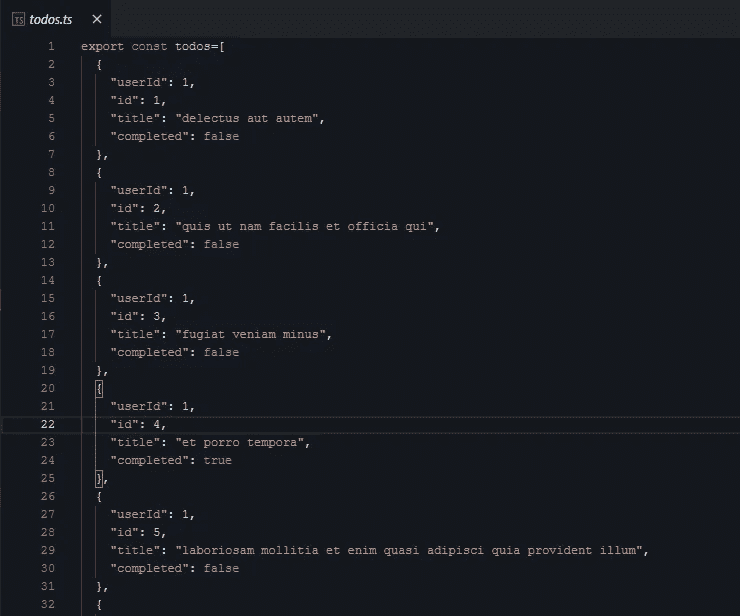 TS todos.ts ×
1 export const todos=[
2 {
3 "userId": 1,
4 "id": 1,
5 "title": "delectus aut autem",
6 "completed": false
7 },
8 {
9 "userId": 1,
10 "id": 2,
11 "title": "quis ut nam facilis et officia qui",
12 "completed": false
13 },
14 {
15 "userId": 1,
16 "id": 3,
17 "title": "fugiat veniam minus",
18 "completed": false
19 },
20 {
21 "userId": 1,
22 "id": 4,
23 "title": "et porro tempora",
24 "completed": true
25 },
26 {
27 "userId": 1,
28 "id": 5,
29 "title": "laboriosam mollitia et enim quasi adipisci quia provident illum",
30 "completed": false
31 },
32 {